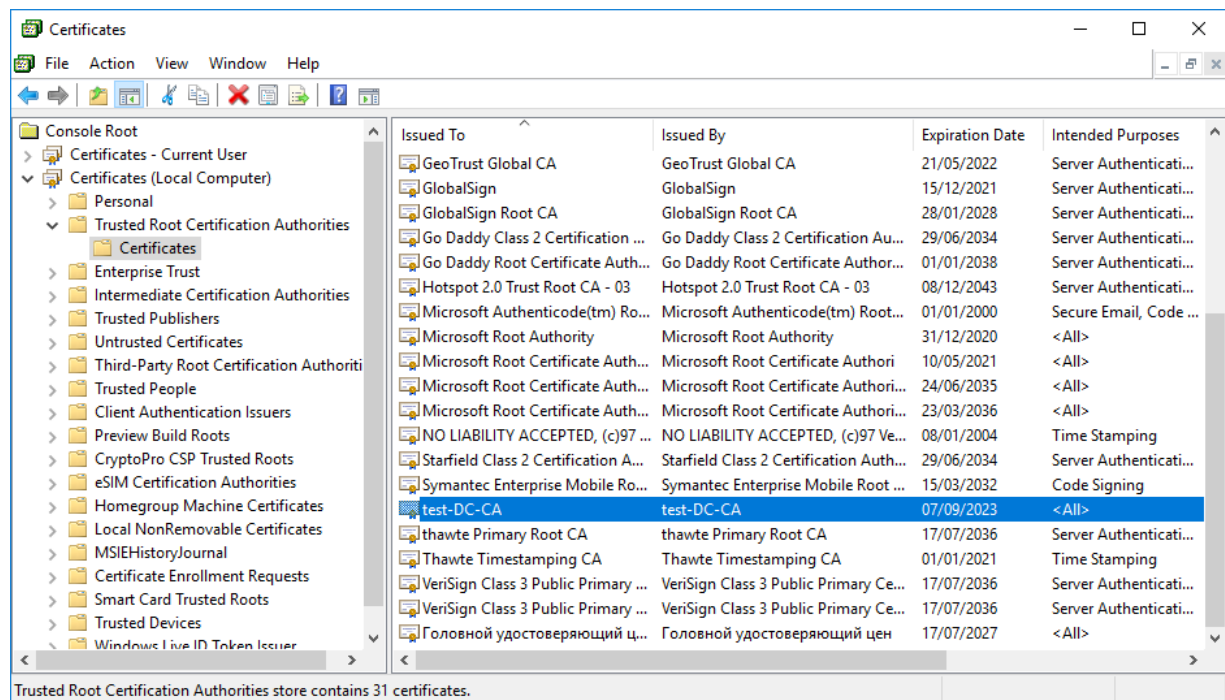 Certificates
File Action View Window Help
Console Root
Certificates - Current User
Certificates (Local Computer)
Personal
Trusted Root Certification Authorities
Certificates
Enterprise Trust
Intermediate Certification Authorities
Trusted Publishers
Untrusted Certificates
Third-Party Root Certification Authoriti
Trusted People
Client Authentication Issuers
Preview Build Roots
CryptoPro CSP Trusted Roots
eSIM Certification Authorities
Homegroup Machine Certificates
Local NonRemovable Certificates
MSIEHistoryJournal
Certificate Enrollment Requests
Smart Card Trusted Roots
Trusted Devices
Windows Live ID Token Issuer
Issued To Issued By Expiration Date Intended Purposes
GeoTrust Global CA GeoTrust Global CA 21/05/2022 Server Authenticati...
GlobalSign GlobalSign 15/12/2021 Server Authenticati...
GlobalSign Root CA GlobalSign Root CA 28/01/2028 Server Authenticati...
Go Daddy Class 2 Certification ... Go Daddy Class 2 Certification Au... 29/06/2034 Server Authenticati...
Go Daddy Root Certificate Auth... Go Daddy Root Certificate Author... 01/01/2038 Server Authenticati...
Hotspot 2.0 Trust Root CA - 03 Hotspot 2.0 Trust Root CA - 03 08/12/2043 Server Authenticati...
Microsoft Authenticode(tm) Ro... Microsoft Authenticode(tm) Root... 01/01/2000 Secure Email, Code ...
Microsoft Root Authority Microsoft Root Authority 31/12/2020 <All>
Microsoft Root Certificate Auth... Microsoft Root Certificate Authori 10/05/2021 <All>
Microsoft Root Certificate Auth... Microsoft Root Certificate Authori... 24/06/2035 <All>
Microsoft Root Certificate Auth... Microsoft Root Certificate Authori... 23/03/2036 <All>
NO LIABILITY ACCEPTED, (c)97 ... NO LIABILITY ACCEPTED, (c)97 Ve... 08/01/2004 Time Stamping
Starfield Class 2 Certification A... Starfield Class 2 Certification Auth... 29/06/2034 Server Authenticati...
Symantec Enterprise Mobile Ro... Symantec Enterprise Mobile Root ... 15/03/2032 Code Signing
test-DC-CA test-DC-CA 07/09/2023 <All>
thawte Primary Root CA thawte Primary Root CA 17/07/2036 Server Authenticati...
Thawte Timestamping CA Thawte Timestamping CA 01/01/2021 Time Stamping
VeriSign Class 3 Public Primary ... VeriSign Class 3 Public Primary Ce... 17/07/2036 Server Authenticati...
VeriSign Class 3 Public Primary ... VeriSign Class 3 Public Primary Ce... 17/07/2036 Server Authenticati...
Головной удостоверяющий ц... Головной удостоверяющий цен 17/07/2027 <All>
Trusted Root Certification Authorities store contains 31 certificates.